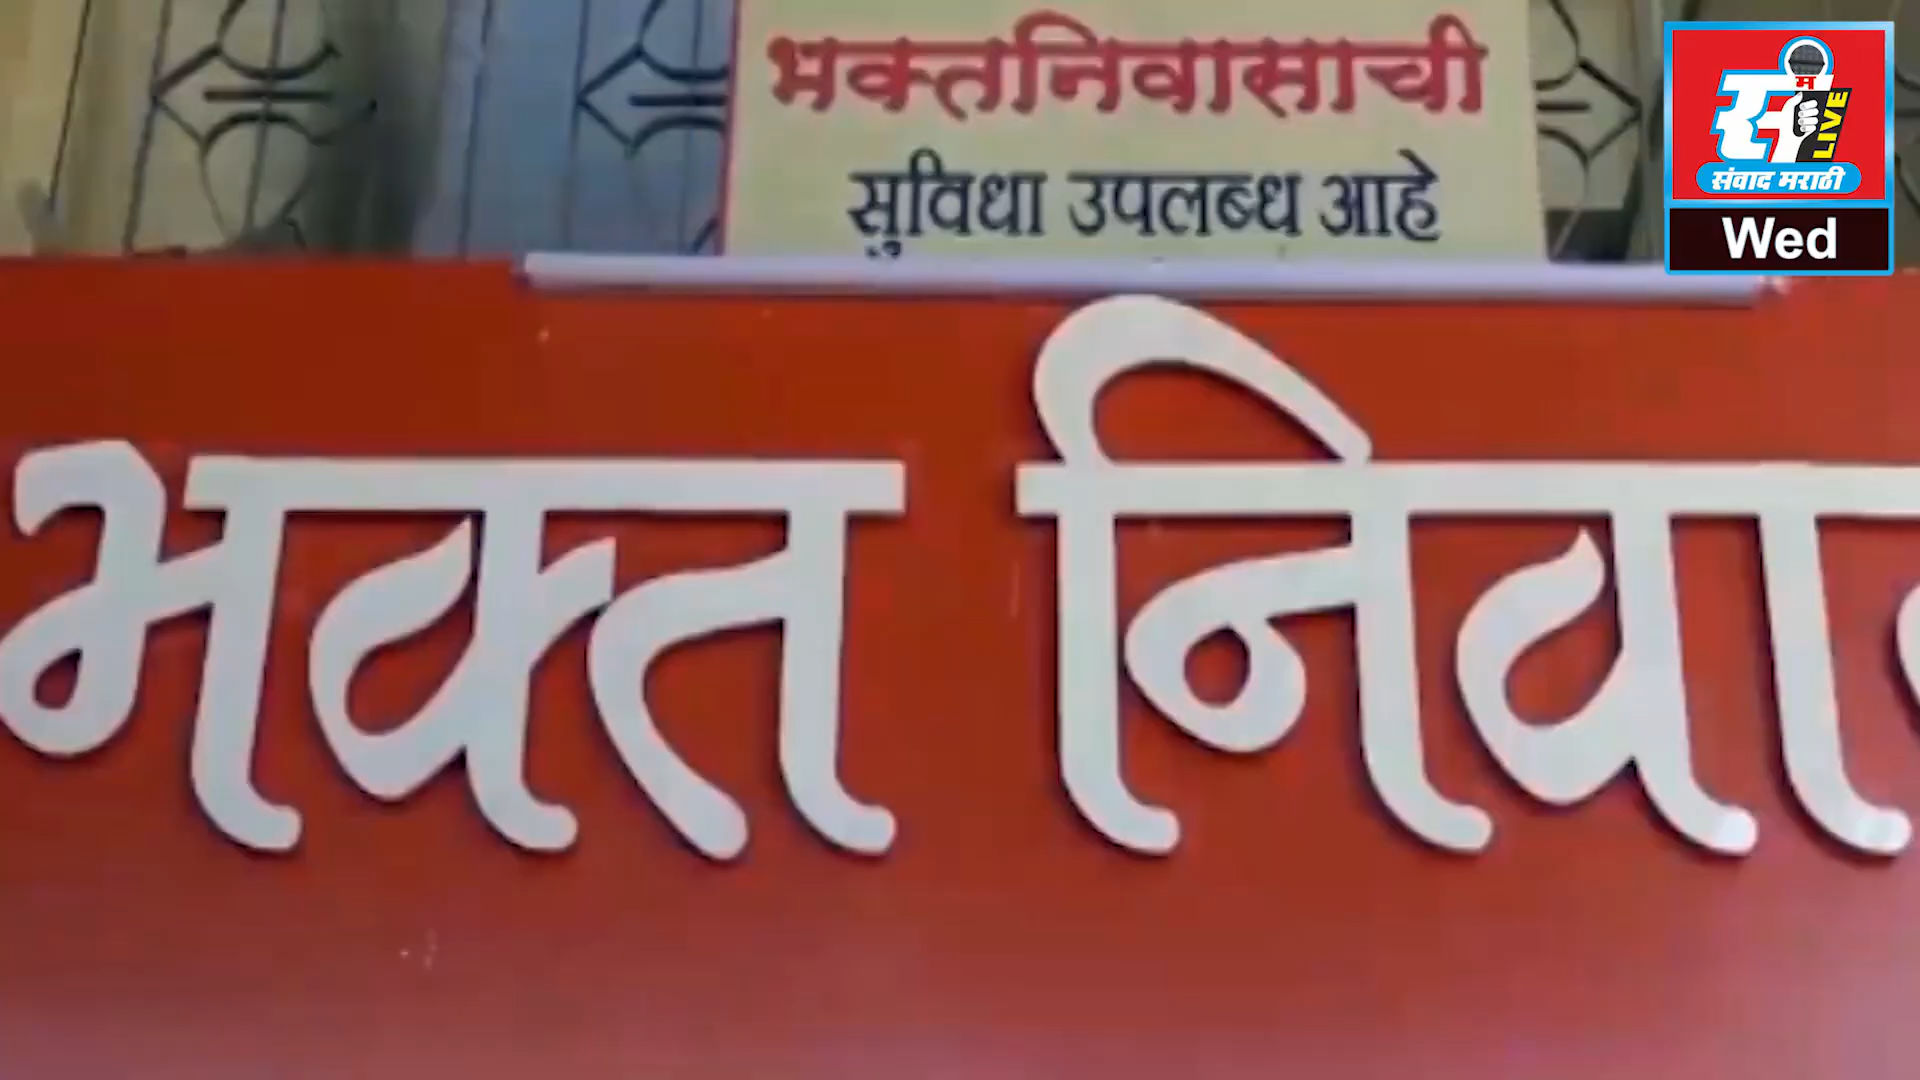 भक्तनिवासाची
सुविधा उपलब्ध आहे
भक्त निवा
म
LIVE
संवाद मराठी
Wed